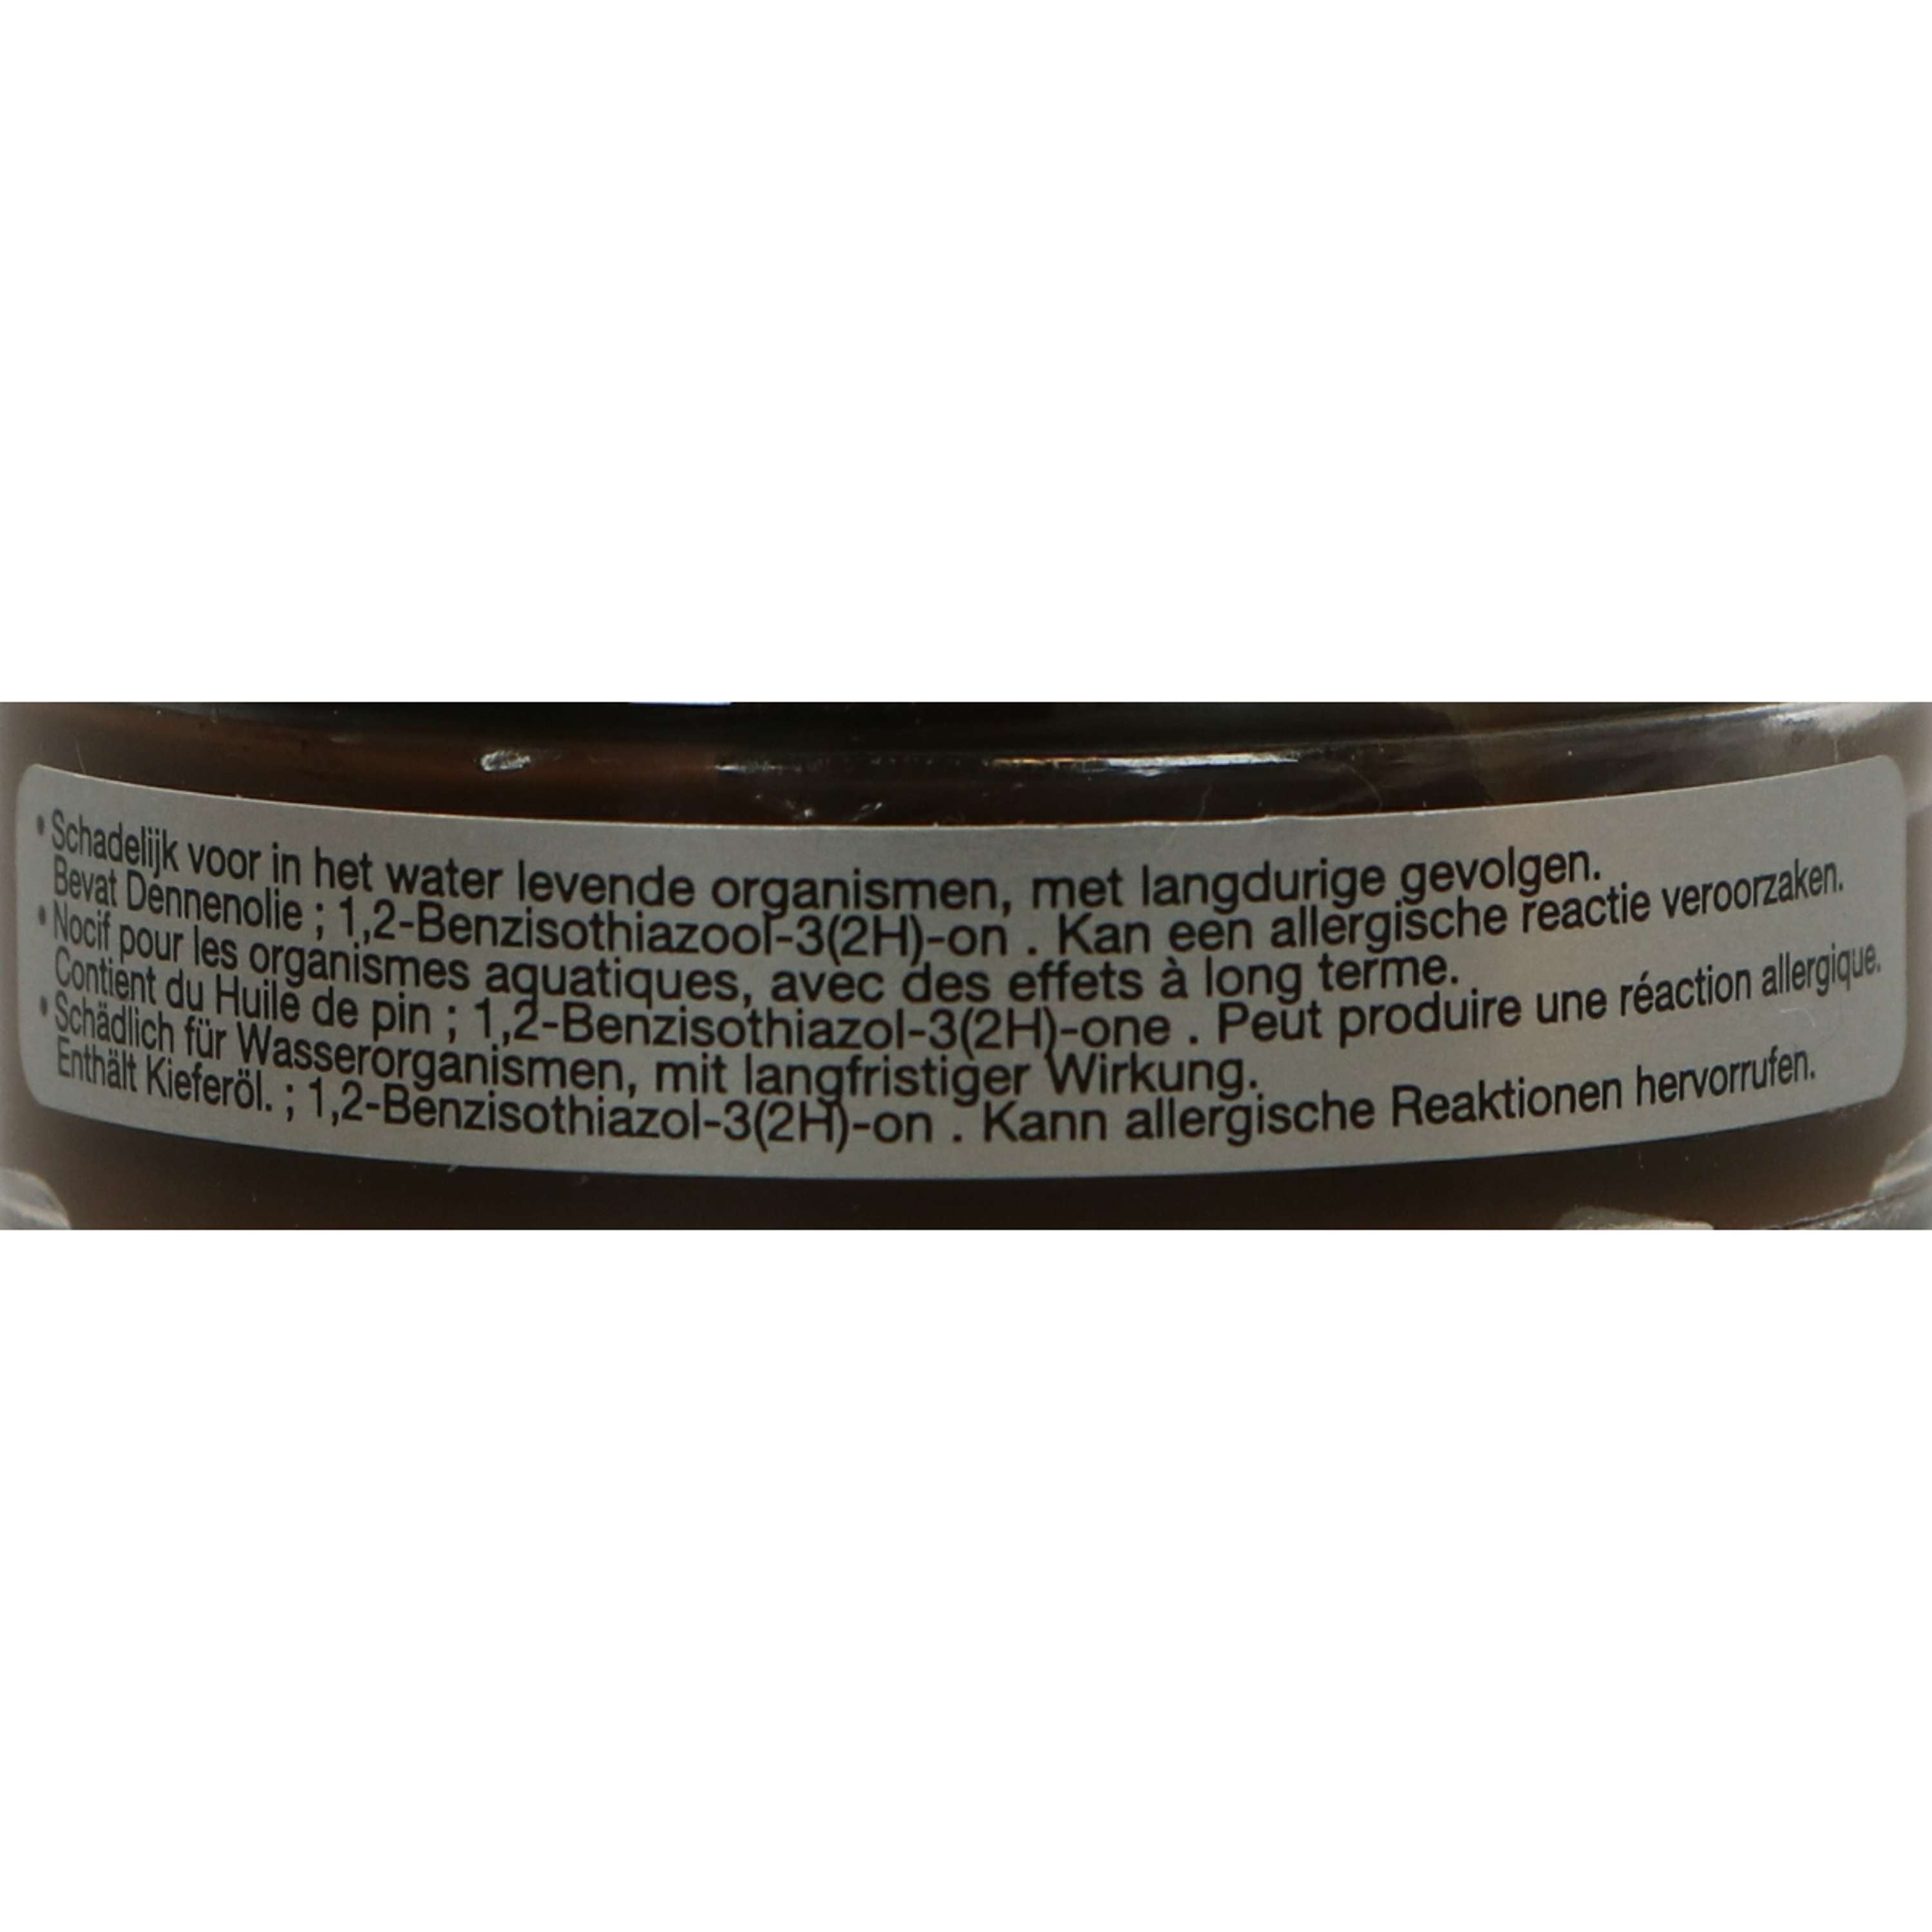 • Schadelijk voor in het water levende organismen, met langdurige gevolgen.
Bevat Dennenolie ; 1,2-Benzisothiazool-3(2H)-on . Kan een allergische reactie veroorzaken.
• Nocif pour les organismes aquatiques, avec des effets à long terme.
Contient du Huile de pin ; 1,2-Benzisothiazol-3(2H)-one . Peut produire une réaction allergique.
• Schädlich für Wasserorganismen, mit langfristiger Wirkung.
Enthält Kieferöl. ; 1,2-Benzisothiazol-3(2H)-on . Kann allergische Reaktionen hervorrufen.